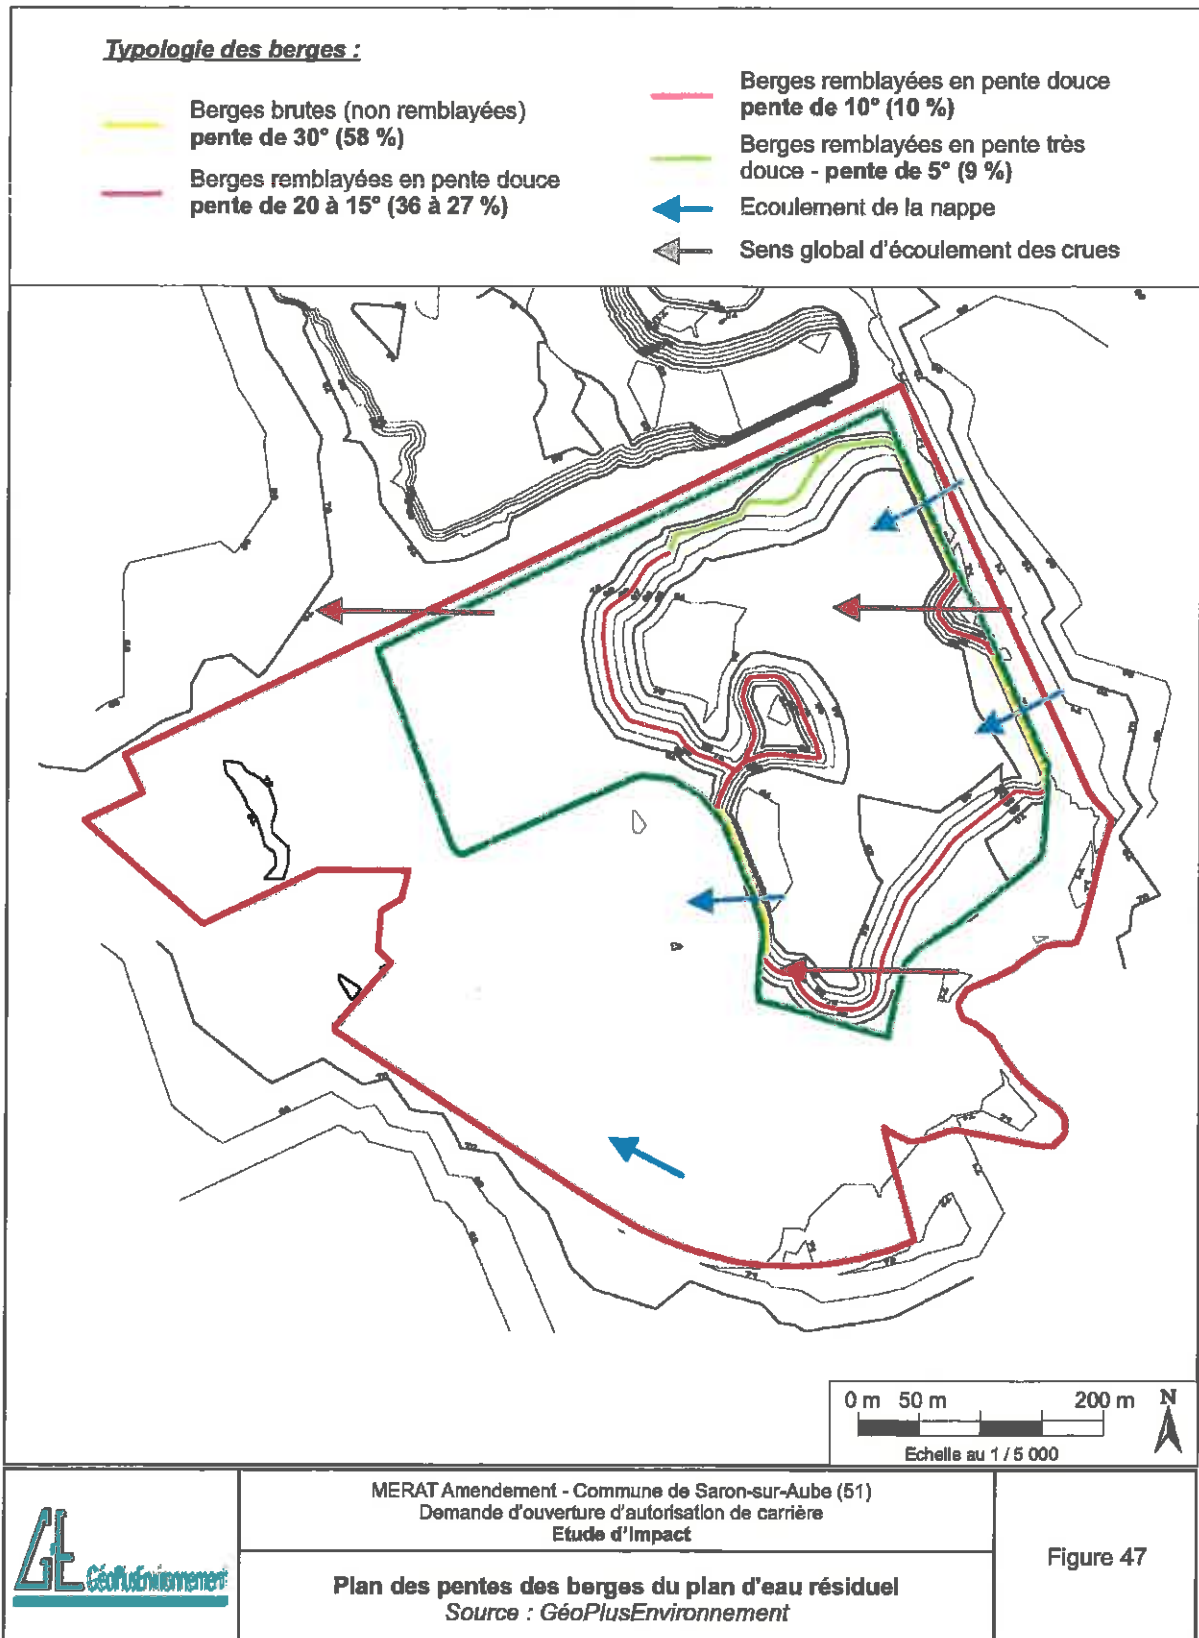 Typologie des berges :
Berges brutes (non remblayées)
pente de 30° (58 %)
Berges remblayées en pente douce
pente de 20 à 15° (36 à 27 %)
Berges remblayées en pente douce
pente de 10° (10 %)
Berges remblayées en pente très
douce - pente de 5° (9 %)
Ecoulement de la nappe
Sens global d'écoulement des crues
0 m 50 m 200 m N
Echelle au 1 / 5 000
GéoPlusEnvironnement
MERAT Amendement - Commune de Saron-sur-Aube (51)
Demande d'ouverture d'autorisation de carrière
Etude d'Impact
Plan des pentes des berges du plan d'eau résiduel
Source : GéoPlusEnvironnement
Figure 47